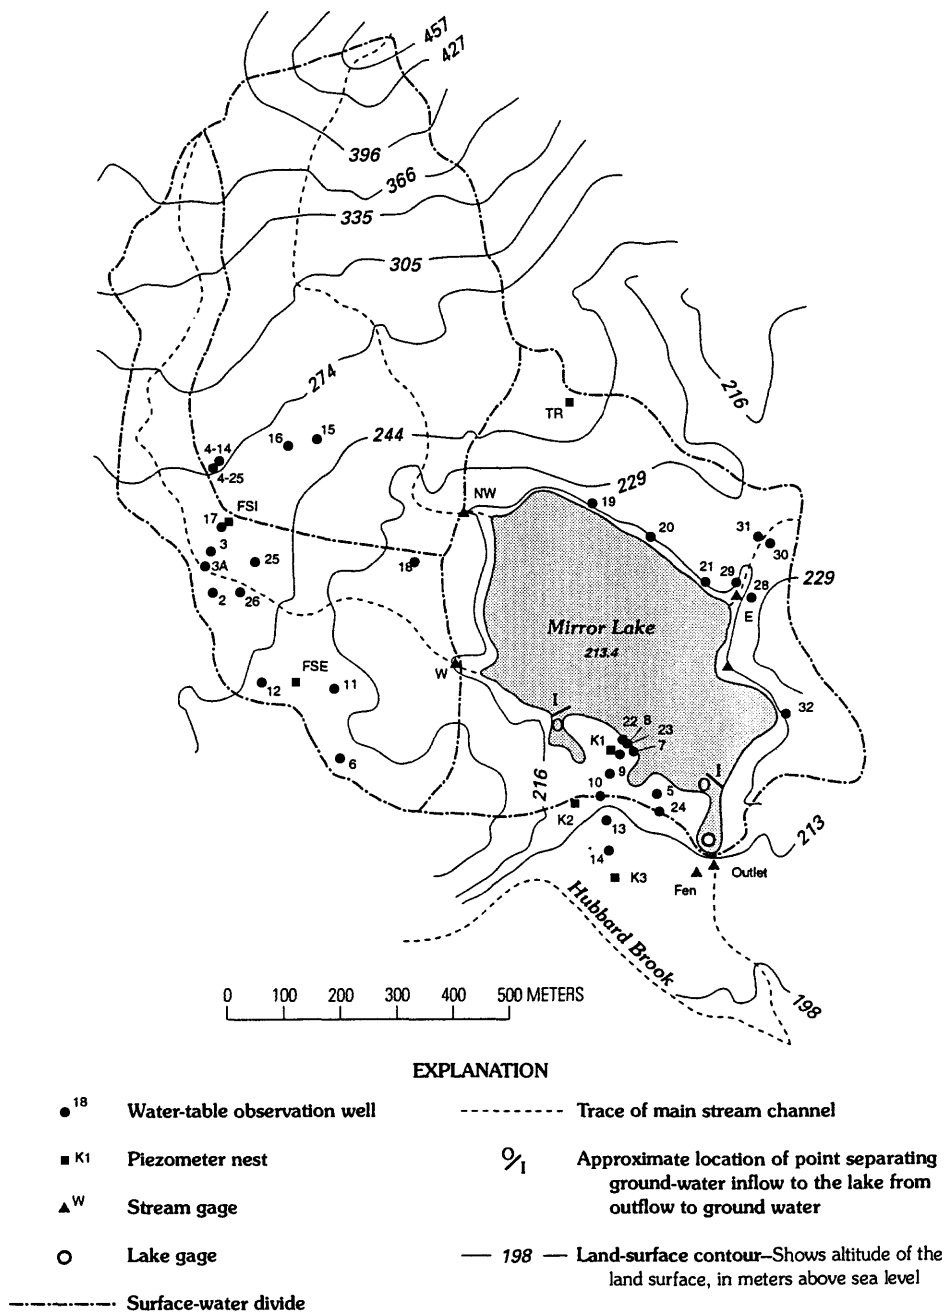 457
427
396
366
335
305
274
216
TR
244
15
16
4-14
4-25
229
NW
19
FSI
17
20
31
30
3
3A
25
18
21
29
28
229
2
26
E
Mirror Lake
213.4
FSE
W
12
11
32
I
O
22
8
23
7
K1
6
9
I
O
216
10
5
24
K2
13
213
14
K3
Outlet
Fen
Hubbard Brook
198
0 100 200 300 400 500 METERS
EXPLANATION
18 Water-table observation well
K1 Piezometer nest
W Stream gage
Lake gage
Surface-water divide
Trace of main stream channel
O/I Approximate location of point separating
ground-water inflow to the lake from
outflow to ground water
198 Land-surface contour–Shows altitude of the
land surface, in meters above sea level